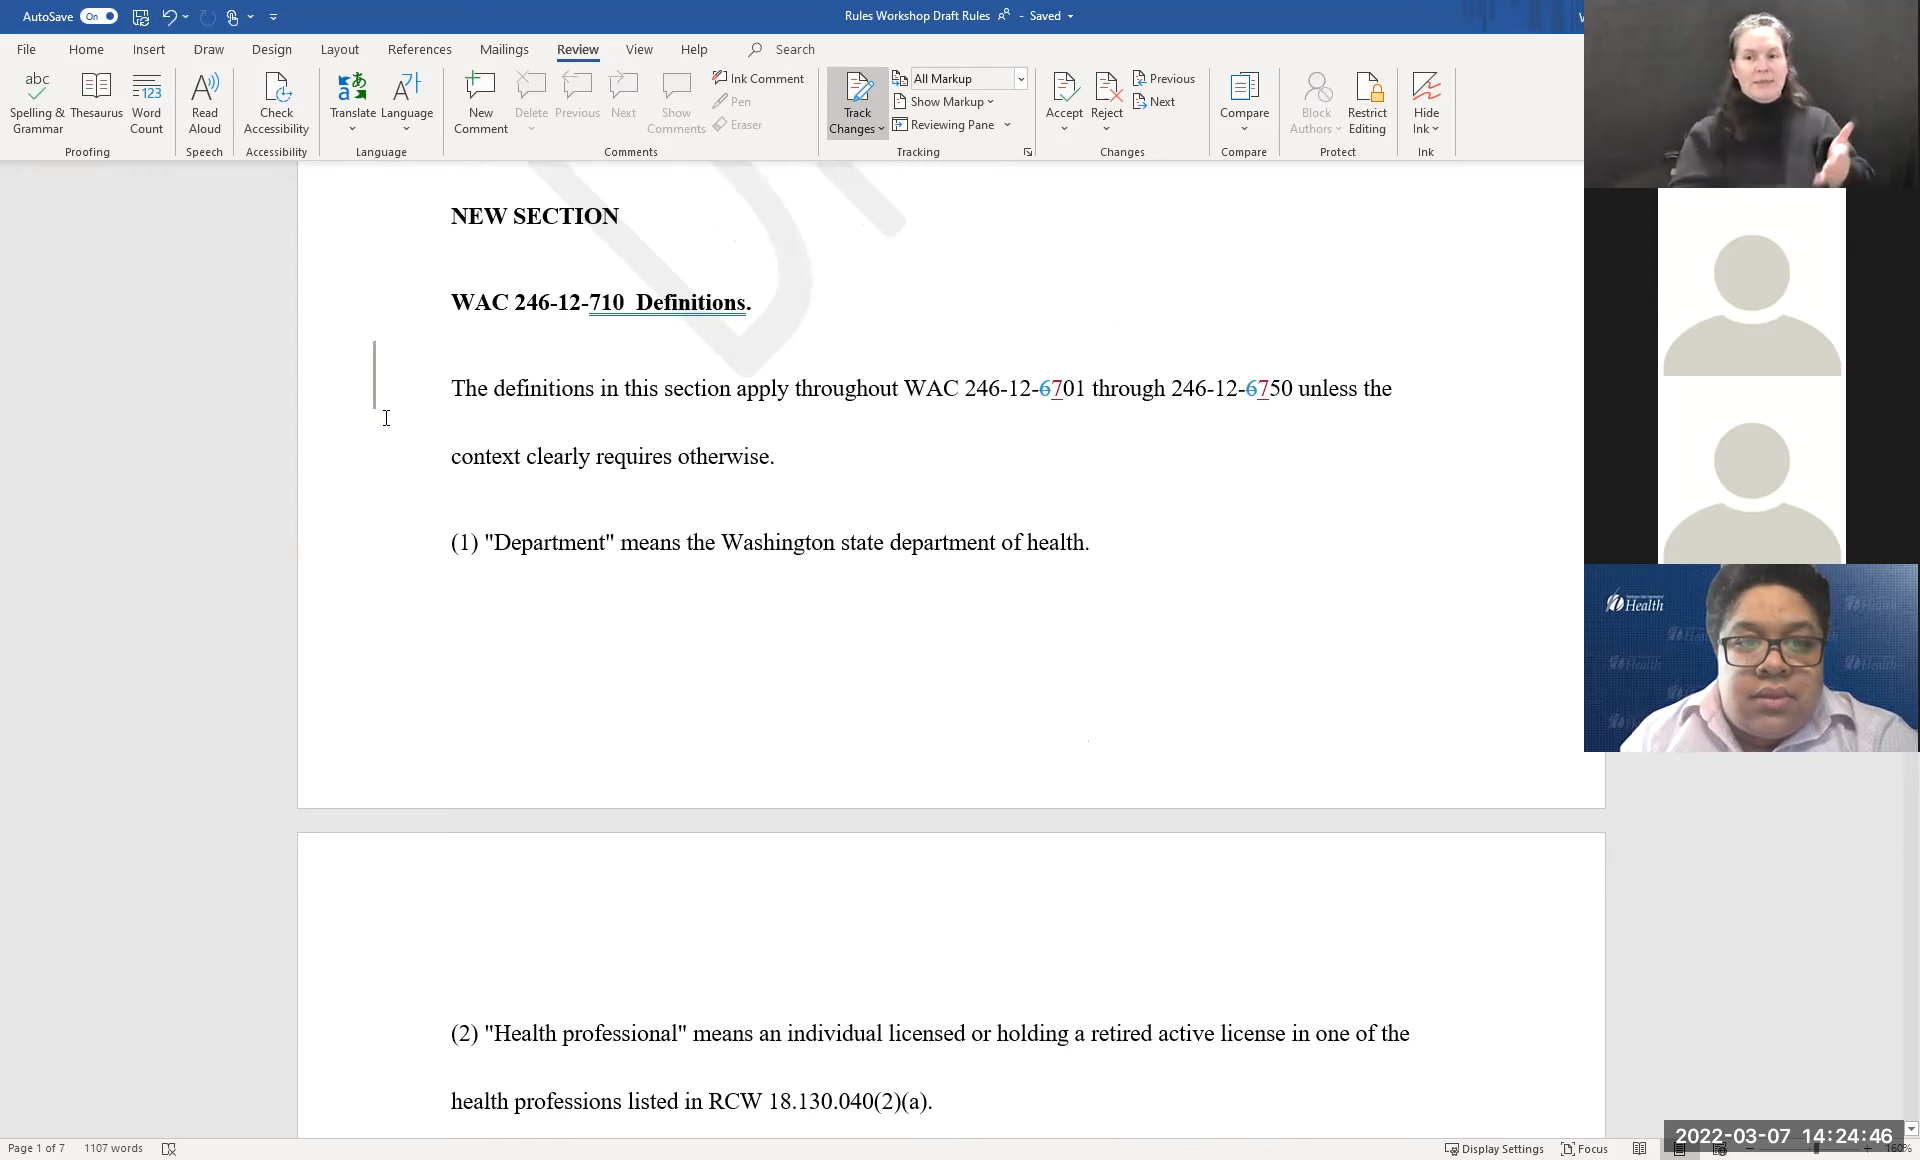 AutoSave On Rules Workshop Draft Rules - Saved
File Home Insert Draw Design Layout References Mailings Review View Help Search
abc 123 Ink Comment All Markup Previous
Pen Show Markup Next
Spelling & Thesaurus Word Read Check Translate Language New Delete Previous Next Show Eraser Track Reviewing Pane Accept Reject Compare Block Restrict Hide
Grammar Count Aloud Accessibility Comment Comments Changes Authors Editing Ink
Proofing Speech Accessibility Language Comments Tracking Changes Compare Protect Ink
NEW SECTION
WAC 246-12-710 Definitions.
The definitions in this section apply throughout WAC 246-12-6701 through 246-12-6750 unless the
context clearly requires otherwise.
(1) "Department" means the Washington state department of health.
Health
(2) "Health professional" means an individual licensed or holding a retired active license in one of the
health professions listed in RCW 18.130.040(2)(a).
Page 1 of 7 1107 words Display Settings Focus 160%
2022-03-07 14:24:46